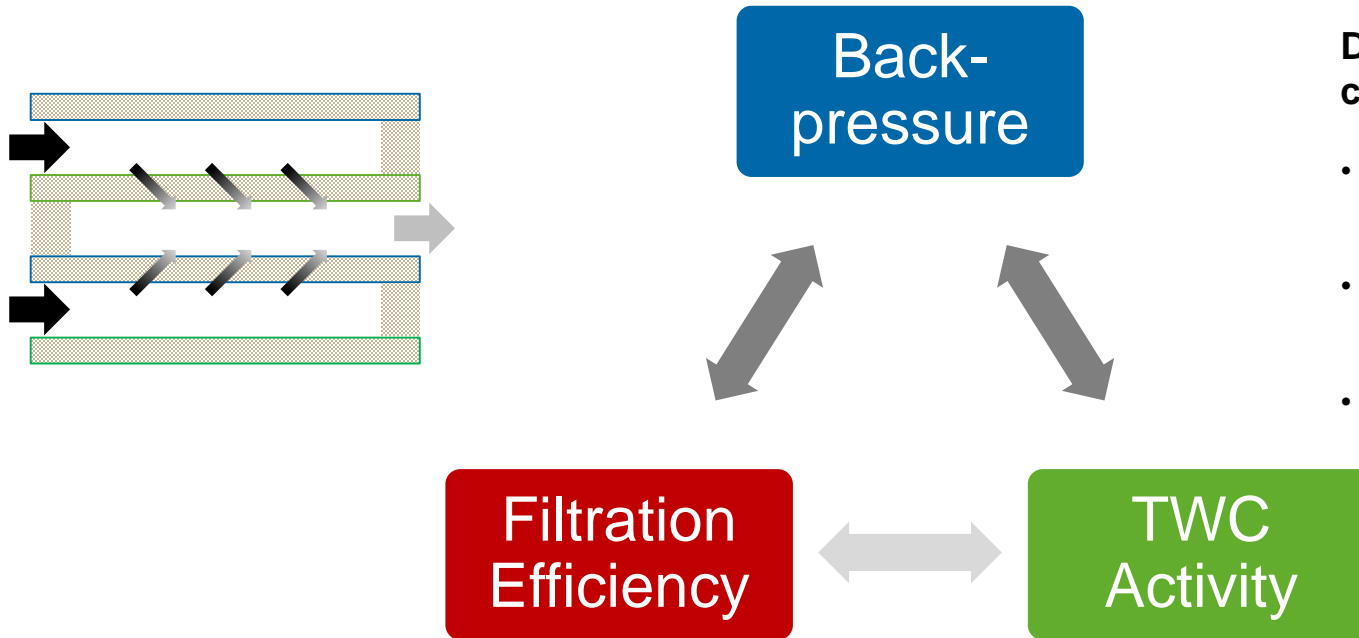 Back-
pressure
D
c
•
•
•
Filtration
Efficiency
TWC
Activity